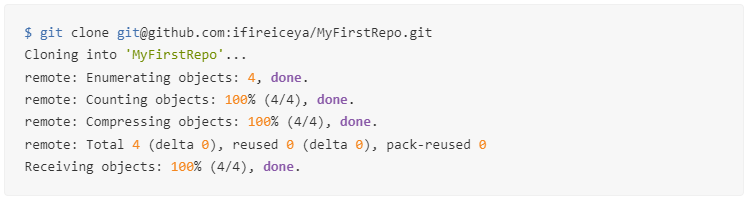 $ git clone git@github.com:ifireiceya/MyFirstRepo.git
Cloning into 'MyFirstRepo'...
remote: Enumerating objects: 4, done.
remote: Counting objects: 100% (4/4), done.
remote: Compressing objects: 100% (4/4), done.
remote: Total 4 (delta 0), reused 0 (delta 0), pack-reused 0
Receiving objects: 100% (4/4), done.